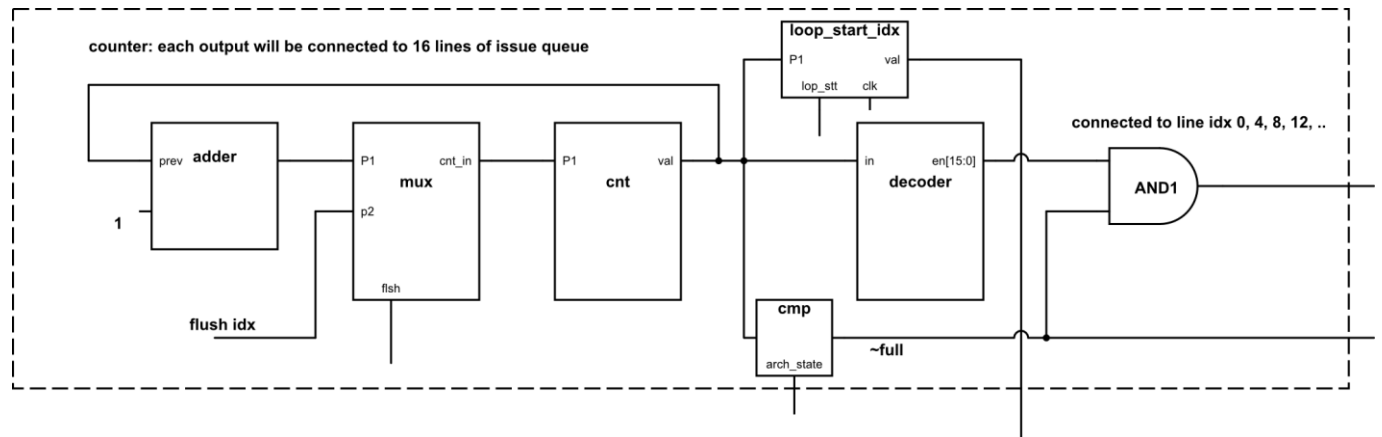 loop_start_idx
counter: each output will be connected to 16 lines of issue queue
P1 val
lop_stt clk
connected to line idx 0, 4, 8, 12, ..
prev adder
1
P1 cnt_in
mux
p2
flsh
P1 val
cnt
in en[15:0]
decoder
AND1
flush idx
cmp
arch_state
~full